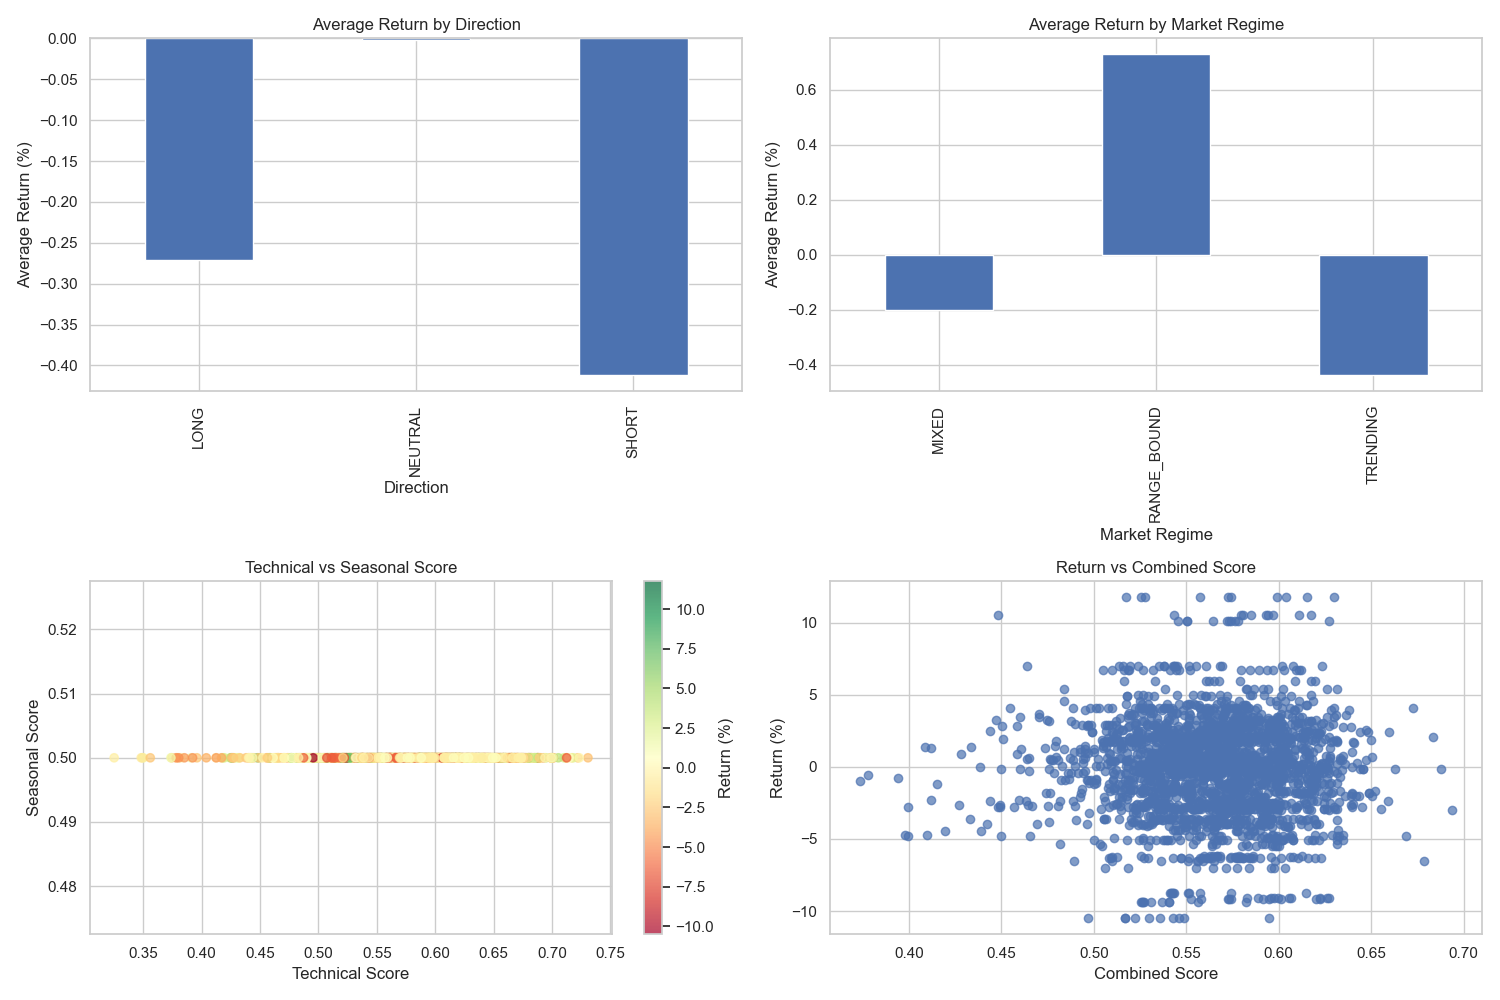 Average Return by Direction
Average Return (%)
0.00
−0.05
−0.10
−0.15
−0.20
−0.25
−0.30
−0.35
−0.40
LONG
NEUTRAL
SHORT
Direction
Average Return by Market Regime
Average Return (%)
0.6
0.4
0.2
0.0
−0.2
−0.4
MIXED
RANGE_BOUND
TRENDING
Market Regime
Technical vs Seasonal Score
Seasonal Score
0.52
0.51
0.50
0.49
0.48
0.35
0.40
0.45
0.50
0.55
0.60
0.65
0.70
0.75
Technical Score
10.0
7.5
5.0
2.5
0.0
−2.5
−5.0
−7.5
−10.0
Return (%)
Return vs Combined Score
Return (%)
10
5
0
−5
−10
0.40
0.45
0.50
0.55
0.60
0.65
0.70
Combined Score